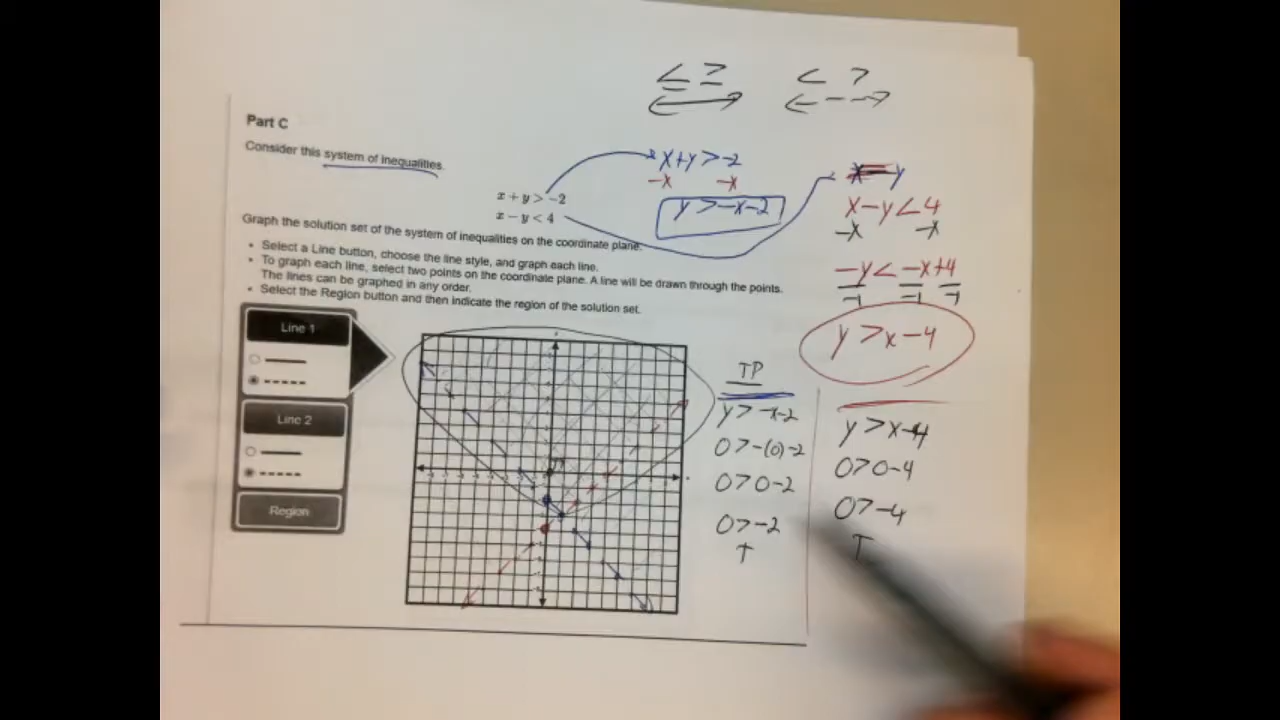 < > < >
Part C
Consider this system of inequalities.
x + y > -2
x - y < 4
x+y>-2
-x -x
y>-x-2
x-y<4
-x -x
-y<-x+4
-1 -1 -1
y>x-4
Graph the solution set of the system of inequalities on the coordinate plane.
• Select a Line button, choose the line style, and graph each line.
• To graph each line, select two points on the coordinate plane. A line will be drawn through the points.
The lines can be graphed in any order.
• Select the Region button and then indicate the region of the solution set.
Line 1
Line 2
Region
TP
y>-x-2
0>-(0)-2
0>0-2
0>-2
T
y>x-4
0>0-4
0>-4
T